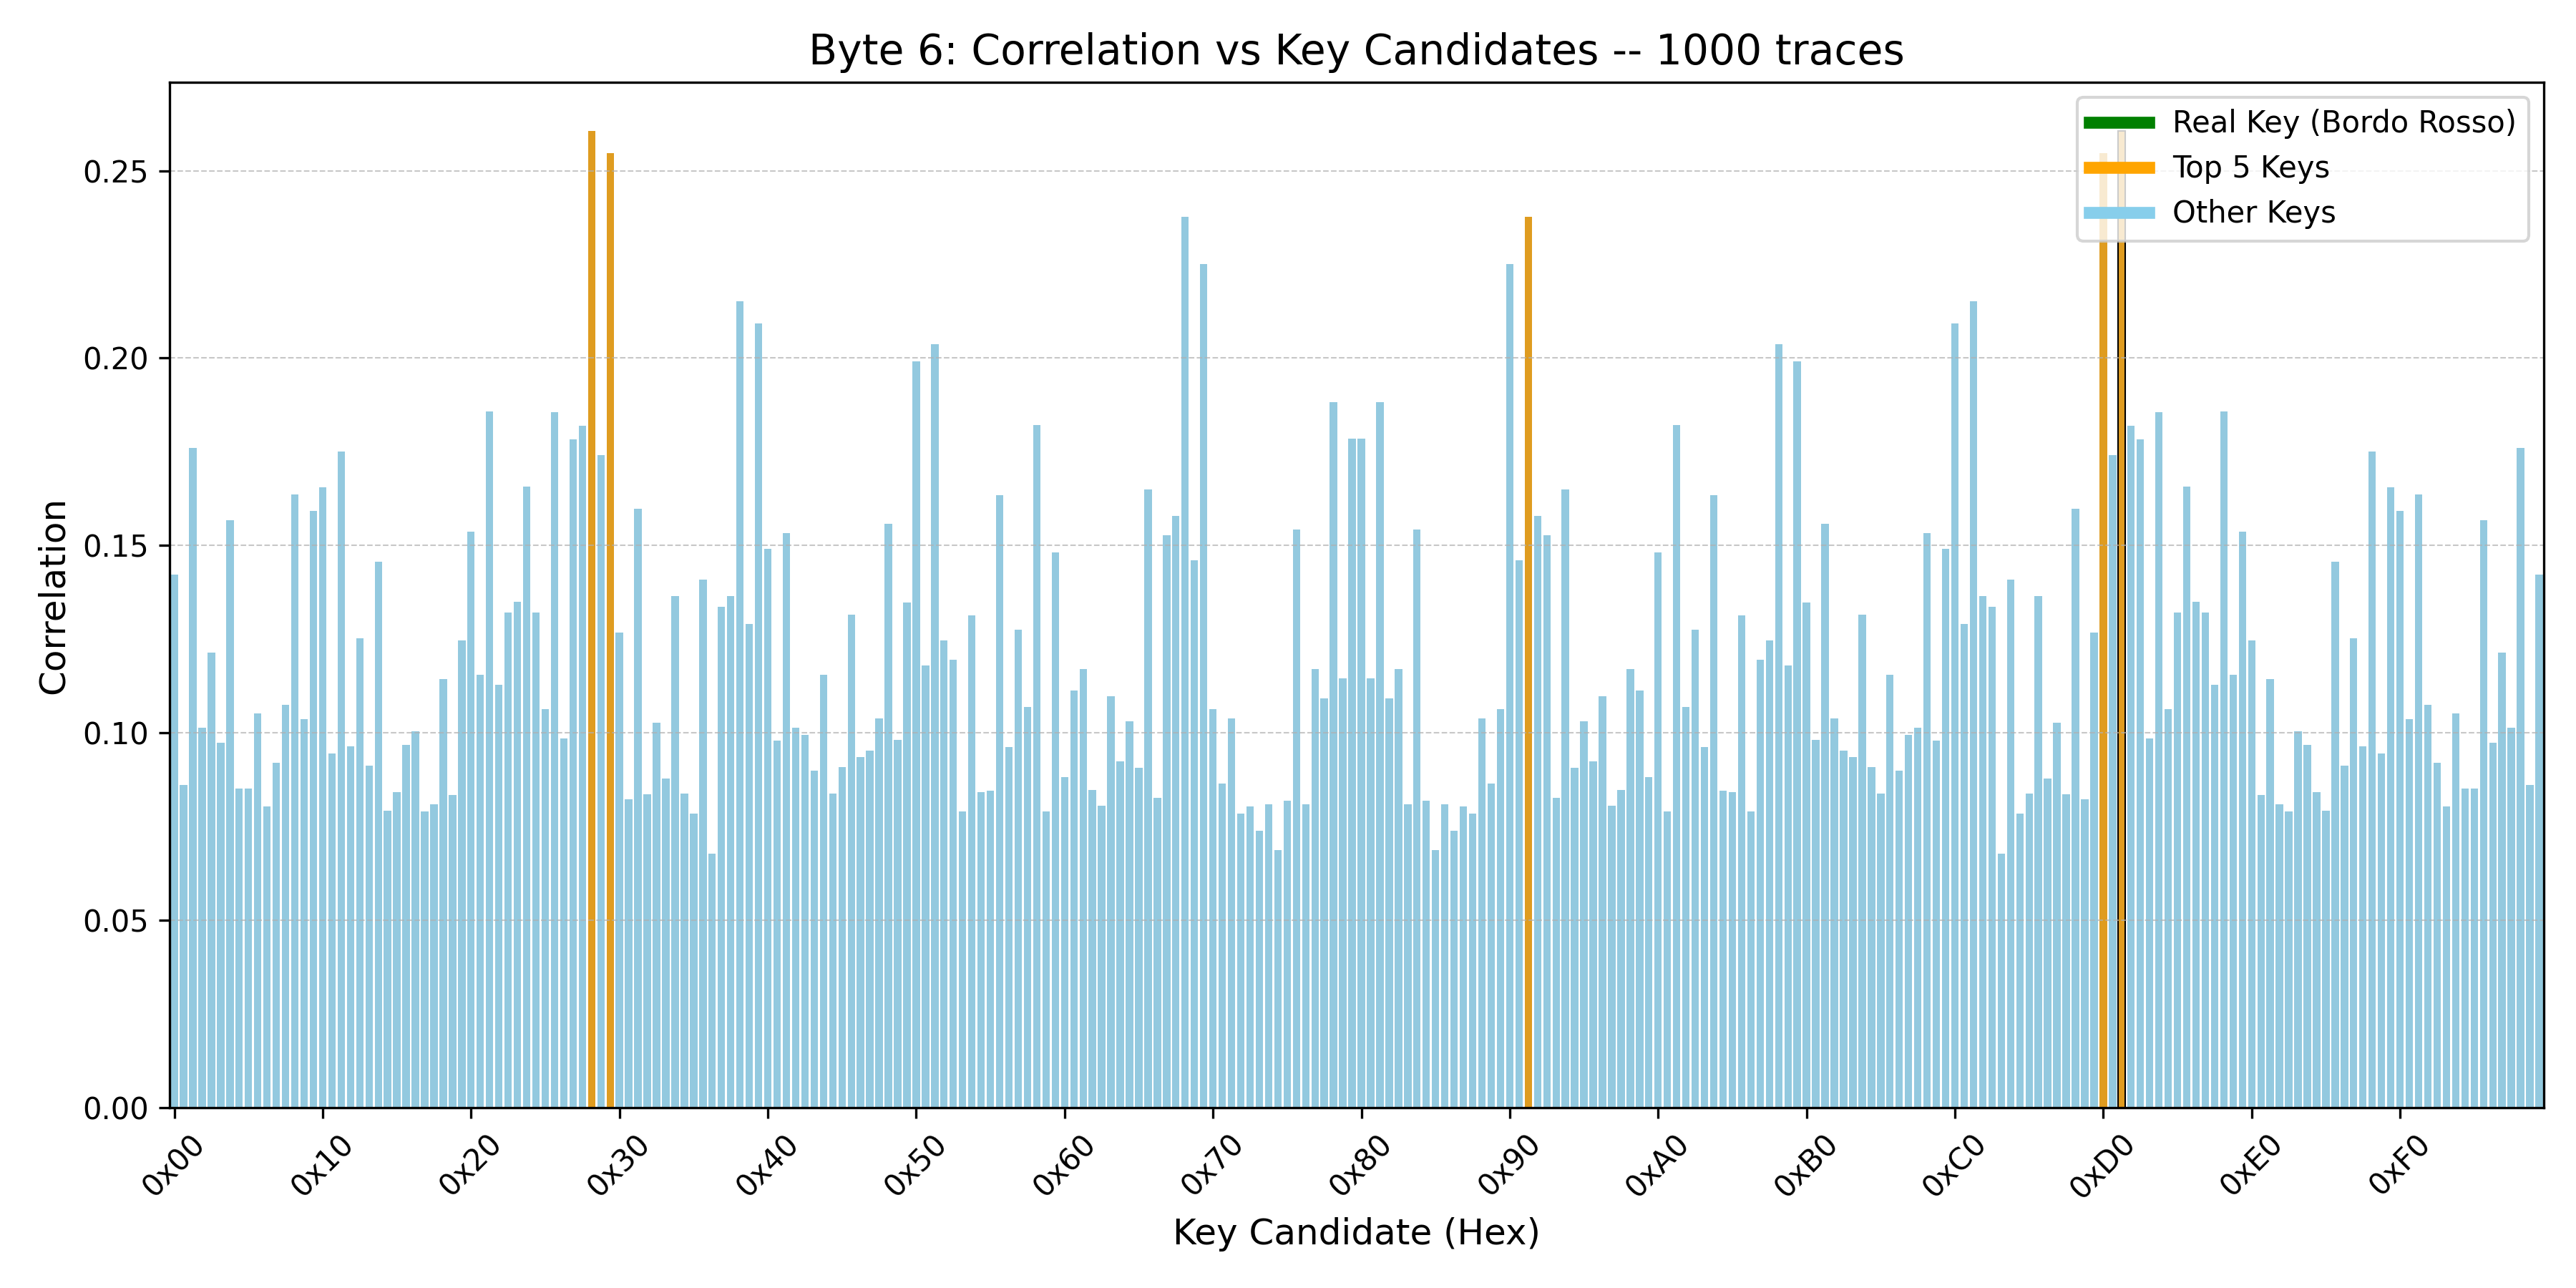 Byte 6: Correlation vs Key Candidates -- 1000 traces
Real Key (Bordo Rosso)
Top 5 Keys
Other Keys
Correlation
0.25
0.20
0.15
0.10
0.05
0.00
0x00 0x10 0x20 0x30 0x40 0x50 0x60 0x70 0x80 0x90 0xA0 0xB0 0xC0 0xD0 0xE0 0xF0
Key Candidate (Hex)